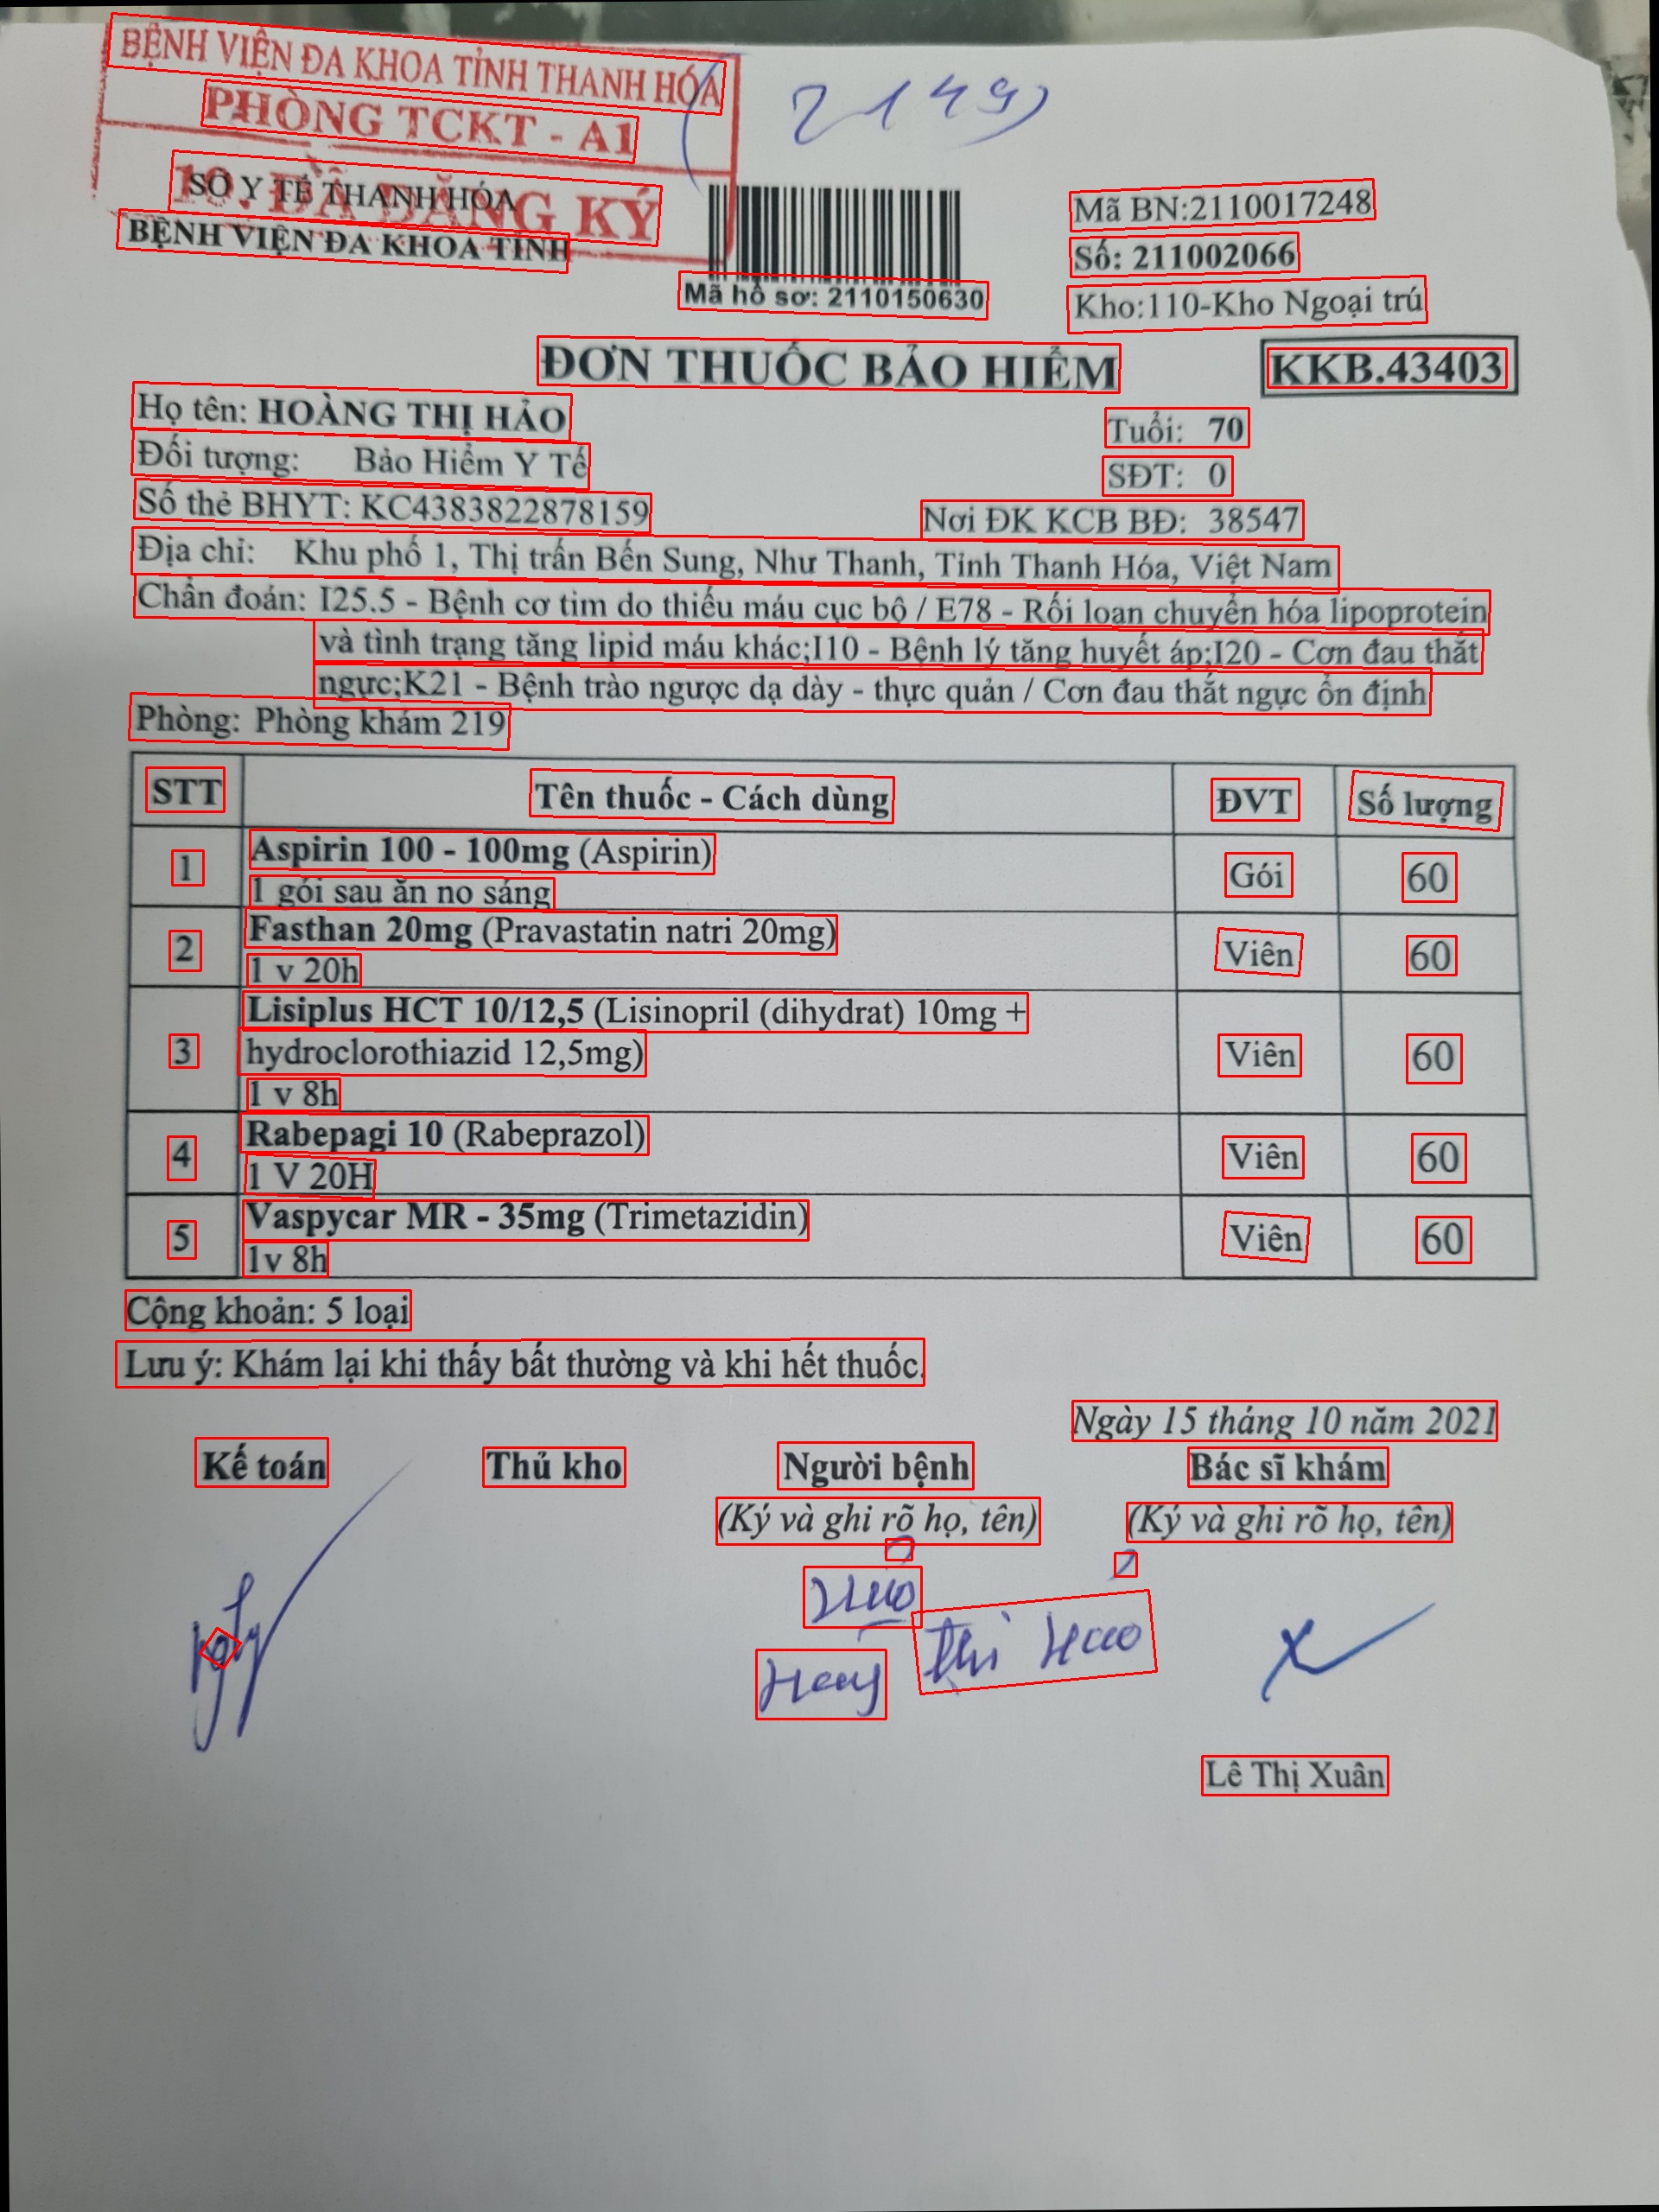 BỆNH VIỆN ĐA KHOA TỈNH THANH HÓA
PHÒNG TCKT - A1
10. ĐÃ ĐĂNG KÝ
SỞ Y TẾ THANH HÓA
BỆNH VIỆN ĐA KHOA TỈNH
Mã hồ sơ: 2110150630
Mã BN:2110017248
Số: 211002066
Kho:110-Kho Ngoại trú
ĐƠN THUỐC BẢO HIỂM
KKB.43403
Họ tên: HOÀNG THỊ HẢO Tuổi: 70
Đối tượng: Bảo Hiểm Y Tế SĐT: 0
Số thẻ BHYT: KC4383822878159 Nơi ĐK KCB BĐ: 38547
Địa chỉ: Khu phố 1, Thị trấn Bến Sung, Như Thanh, Tỉnh Thanh Hóa, Việt Nam
Chẩn đoán: I25.5 - Bệnh cơ tim do thiếu máu cục bộ / E78 - Rối loạn chuyển hóa lipoprotein
và tình trạng tăng lipid máu khác;I10 - Bệnh lý tăng huyết áp;I20 - Cơn đau thắt
ngực;K21 - Bệnh trào ngược dạ dày - thực quản / Cơn đau thắt ngực ổn định
Phòng: Phòng khám 219
STT Tên thuốc - Cách dùng ĐVT Số lượng
1 Aspirin 100 - 100mg (Aspirin) Gói 60
1 gói sau ăn no sáng
2 Fasthan 20mg (Pravastatin natri 20mg) Viên 60
1 v 20h
3 Lisiplus HCT 10/12,5 (Lisinopril (dihydrat) 10mg +
hydroclorothiazid 12,5mg) Viên 60
1 v 8h
4 Rabepagi 10 (Rabeprazol) Viên 60
1 V 20H
5 Vaspycar MR - 35mg (Trimetazidin) Viên 60
1v 8h
Cộng khoản: 5 loại
Lưu ý: Khám lại khi thấy bất thường và khi hết thuốc.
Ngày 15 tháng 10 năm 2021
Kế toán Thủ kho Người bệnh Bác sĩ khám
(Ký và ghi rõ họ, tên) (Ký và ghi rõ họ, tên)
Thị Hảo
Lê Thị Xuân